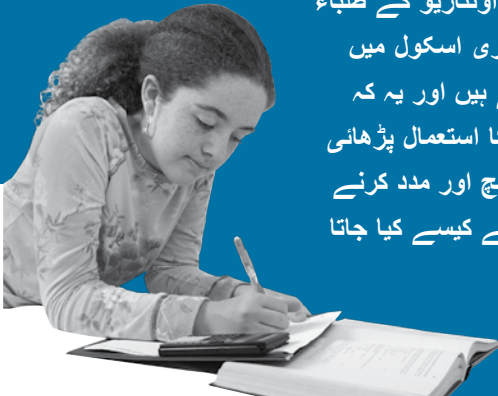 اونٹاریو کے طلباء
اسکول میں
ہیں اور یہ کہ
استعمال پڑھائی
اور مدد کرنے
کیسے کیا جاتا